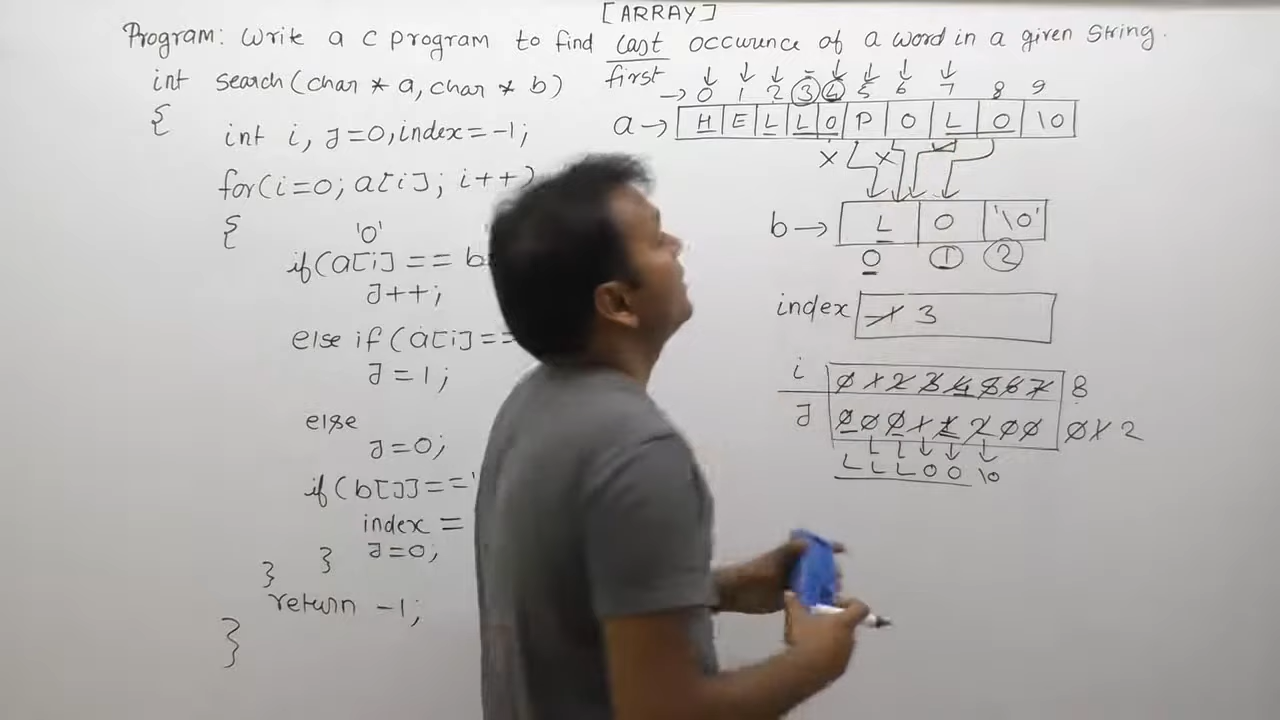 [ARRAY]
Program: Write a c program to find last occurence of a word in a given string.
first
int search(char * a, char * b)
{
int i, J=0, index=-1;
for(i=0; a[i]; i++)
{
'0'
if(a[i] == b
J++;
else if (a[i]==
J=1;
else
J=0;
if(b[J]=='
index =
J=0;
}
}
return -1;
}
→ 0 1 2 3 4 5 6 7 8 9
a→ H E L L O P O L O \0
x x
b→ L O '\0'
0 1 2
index -1 3
i 0 1 2 3 4 5 6 7 8
J 0 0 0 1 1 2 0 0 0 1 2
L L L O O \0